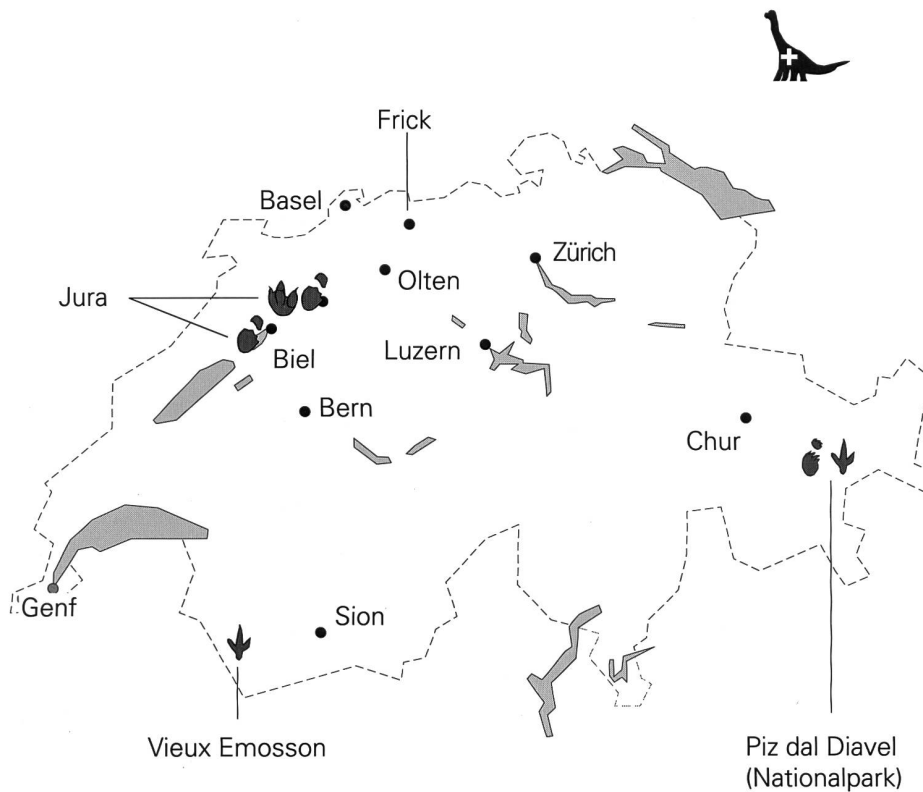 Frick
Basel
Zürich
Olten
Jura
Luzern
Biel
Bern
Chur
Genf
Sion
Vieux Emosson
Piz dal Diavel
(Nationalpark)